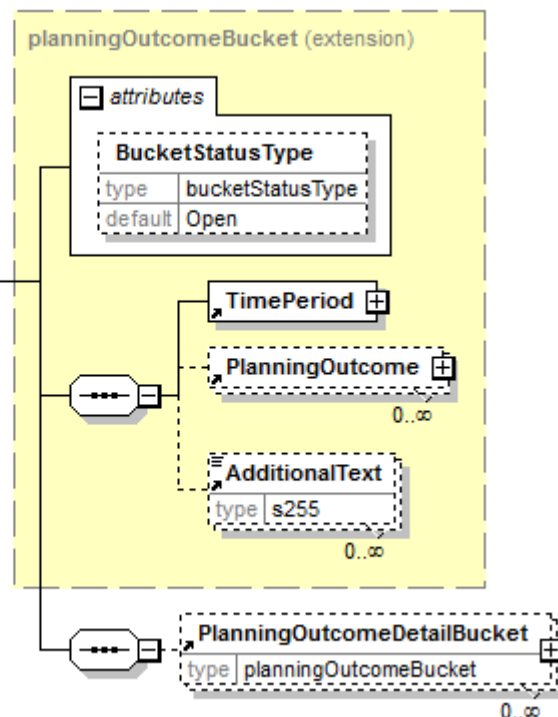 planningOutcomeBucket (extension)
attributes
BucketStatusType
type bucketStatusType
default Open
TimePeriod
PlanningOutcome
0..∞
AdditionalText
type s255
0..∞
PlanningOutcomeDetailBucket
type planningOutcomeBucket
0..∞